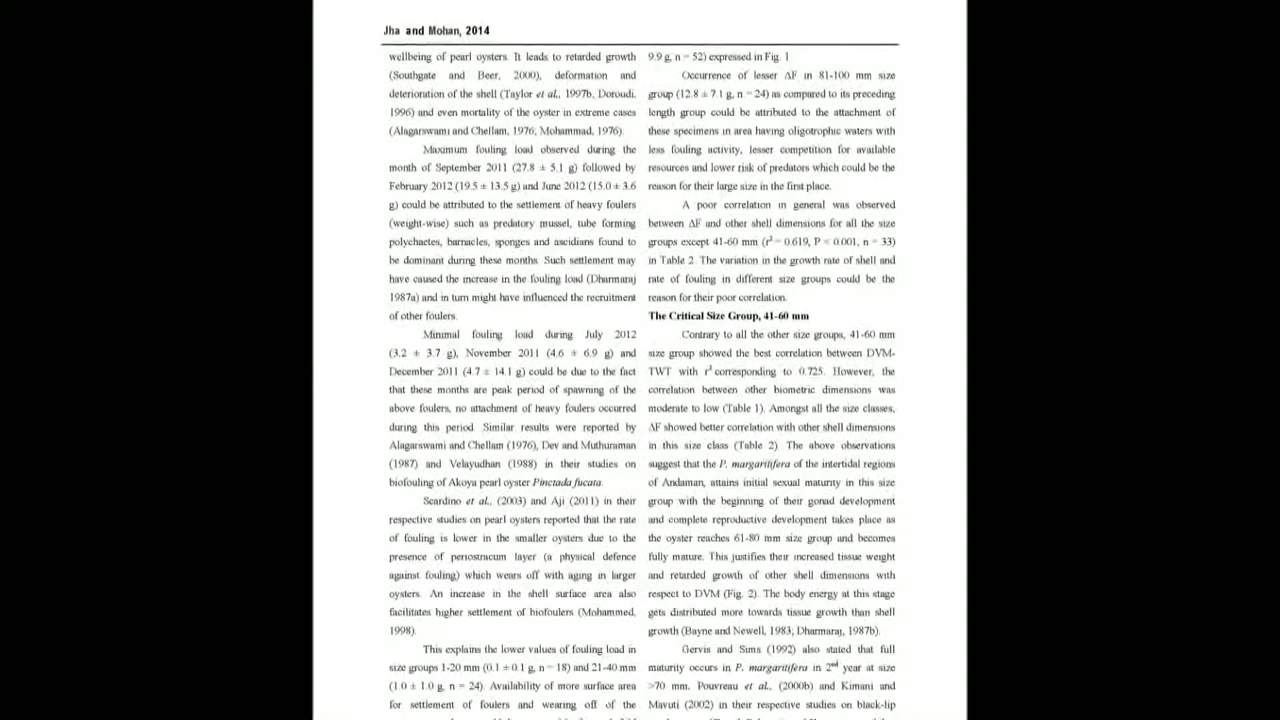 Jha and Mohan, 2014
wellbeing of pearl oysters. It leads to retarded growth
(Southgate and Beer, 2000), deformation and
deterioration of the shell (Taylor et al., 1997b, Doroudi,
1996) and even mortality of the oyster in extreme cases
(Alagarswami and Chellam, 1976, Mohammad, 1976).
Maximum fouling load observed during the
month of September 2011 (27.8 ± 5.1 g) followed by
February 2012 (19.5 ± 13.5 g) and June 2012 (15.0 ± 3.6
g) could be attributed to the settlement of heavy foulers
(weight-wise) such as predatory mussel, tube forming
polychaetes, barnacles, sponges and ascidians found to
be dominant during these months. Such settlement may
have caused the increase in the fouling load (Dharmaraj
1987a) and in turn might have influenced the recruitment
of other foulers.
Minimal fouling load during July 2012
(3.2 ± 3.7 g), November 2011 (4.6 ± 6.9 g) and
December 2011 (4.7 ± 14.1 g) could be due to the fact
that these months are peak period of spawning of the
above foulers, no attachment of heavy foulers occurred
during this period. Similar results were reported by
Alagarswami and Chellam (1976), Dev and Muthuraman
(1987) and Velayudhan (1988) in their studies on
biofouling of Akoya pearl oyster Pinctada fucata.
Scardino et al., (2003) and Aji (2011) in their
respective studies on pearl oysters reported that the rate
of fouling is lower in the smaller oysters due to the
presence of periostracum layer (a physical defence
against fouling) which wears off with aging in larger
oysters. An increase in the shell surface area also
facilitates higher settlement of biofoulers (Mohammed,
1998).
This explains the lower values of fouling load in
size groups 1-20 mm (0.1 ± 0.1 g, n = 18) and 21-40 mm
(1.0 ± 1.0 g, n = 24). Availability of more surface area
for settlement of foulers and wearing off of the
9.9 g, n = 52) expressed in Fig. 1
Occurrence of lesser ΔF in 81-100 mm size
group (12.8 ± 7.1 g, n = 24) as compared to its preceding
length group could be attributed to the attachment of
these specimens in area having oligotrophic waters with
less fouling activity, lesser competition for available
resources and lower risk of predators which could be the
reason for their large size in the first place.
A poor correlation in general was observed
between ΔF and other shell dimensions for all the size
groups except 41-60 mm (r² = 0.619, P < 0.001, n = 33)
in Table 2. The variation in the growth rate of shell and
rate of fouling in different size groups could be the
reason for their poor correlation.
The Critical Size Group, 41-60 mm
Contrary to all the other size groups, 41-60 mm
size group showed the best correlation between DVM-
TWT with r² corresponding to 0.725. However, the
correlation between other biometric dimensions was
moderate to low (Table 1). Amongst all the size classes,
ΔF showed better correlation with other shell dimensions
in this size class (Table 2). The above observations
suggest that the P. margaritifera of the intertidal regions
of Andaman, attains initial sexual maturity in this size
group with the beginning of their gonad development
and complete reproductive development takes place as
the oyster reaches 61-80 mm size group and becomes
fully mature. This justifies their increased tissue weight
and retarded growth of other shell dimensions with
respect to DVM (Fig. 2). The body energy at this stage
gets distributed more towards tissue growth than shell
growth (Bayne and Newell, 1983; Dharmaraj, 1987b).
Gervis and Sims (1992) also stated that full
maturity occurs in P. margaritifera in 2nd year at size
>70 mm. Pouvreau et al., (2000b) and Kimani and
Mavuti (2002) in their respective studies on black-lip